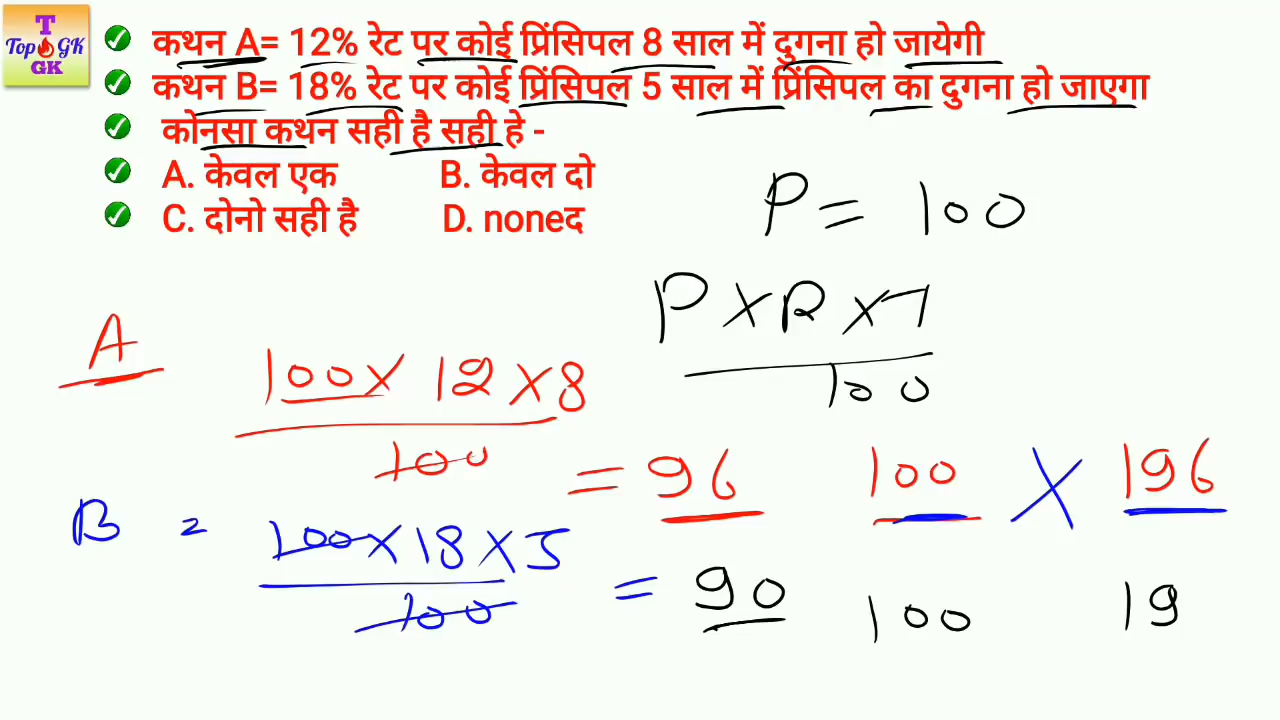 T
Top GK
GK
कथन A= 12% रेट पर कोई प्रिंसिपल 8 साल में दुगना हो जायेगी
कथन B= 18% रेट पर कोई प्रिंसिपल 5 साल में प्रिंसिपल का दुगना हो जाएगा
कोनसा कथन सही है सही हे -
A. केवल एक B. केवल दो
C. दोनो सही है D. noneद
P = 100
P X R X T
100
A
100 X 12 X 8
100
= 96 100 X 196
B = 100 X 18 X 5
100
= 90 100 19